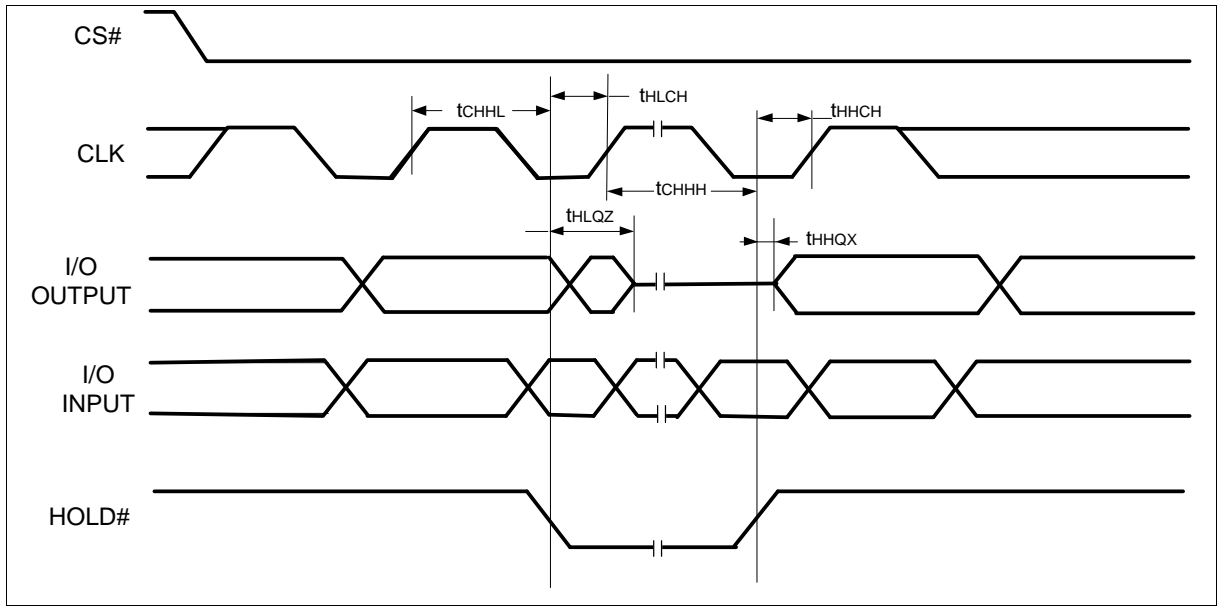 CS#
tCHHL
tHLCH
tHHCH
CLK
tCHHH
tHLQZ
tHHQX
I/O
OUTPUT
I/O
INPUT
HOLD#